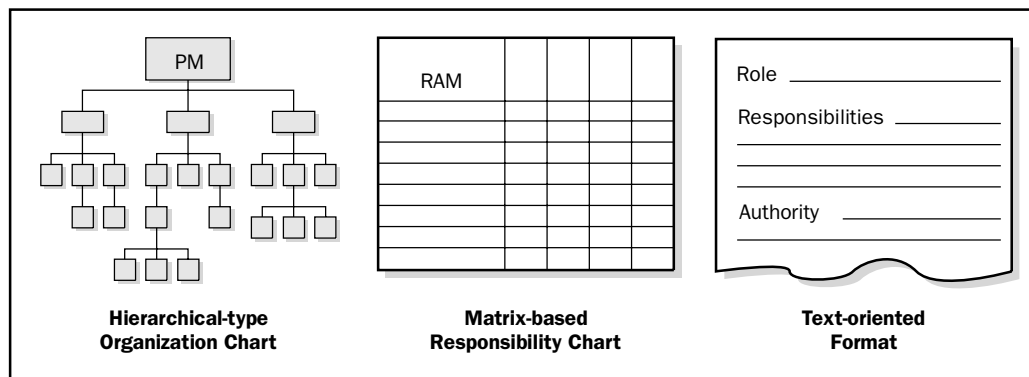 PM
RAM
Role
Responsibilities
Authority
Hierarchical-type
Organization Chart
Matrix-based
Responsibility Chart
Text-oriented
Format